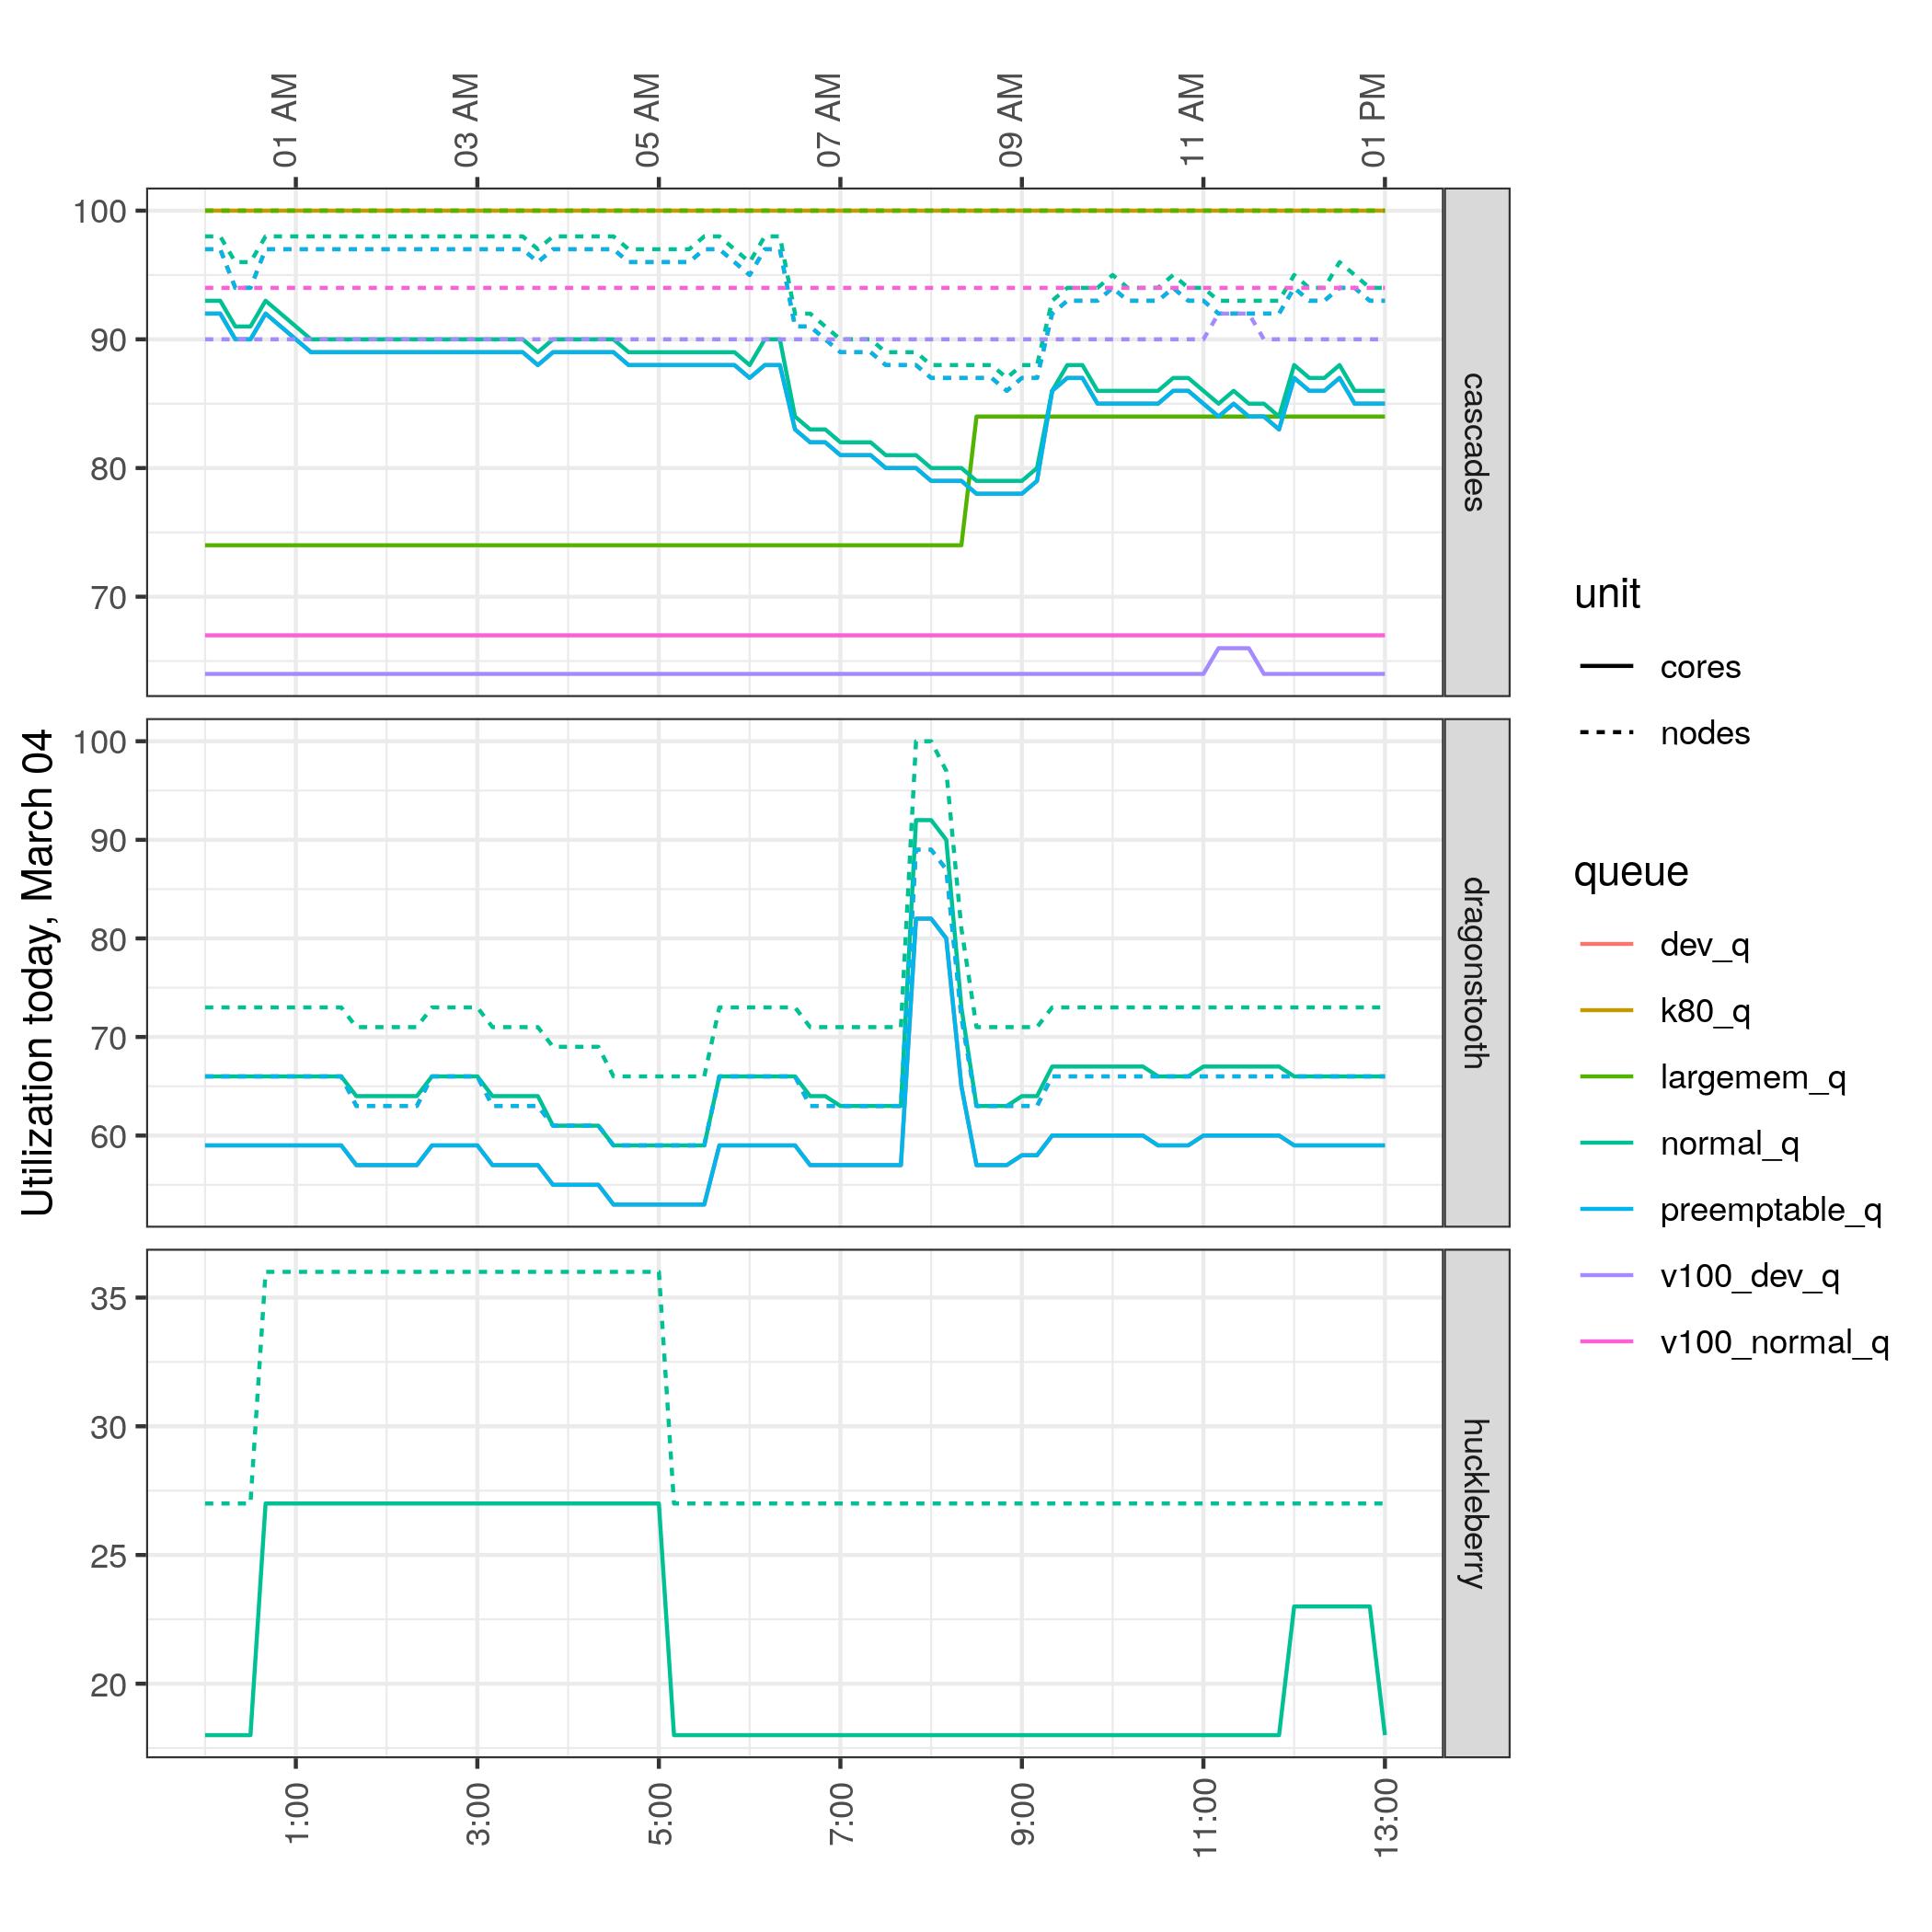 01 AM
03 AM
05 AM
07 AM
09 AM
11 AM
01 PM
Utilization today, March 04
100
90
80
70
cascades
100
90
80
70
60
dragonstooth
35
30
25
20
huckleberry
1:00
3:00
5:00
7:00
9:00
11:00
13:00
unit
cores
nodes
queue
dev_q
k80_q
largemem_q
normal_q
preemptable_q
v100_dev_q
v100_normal_q